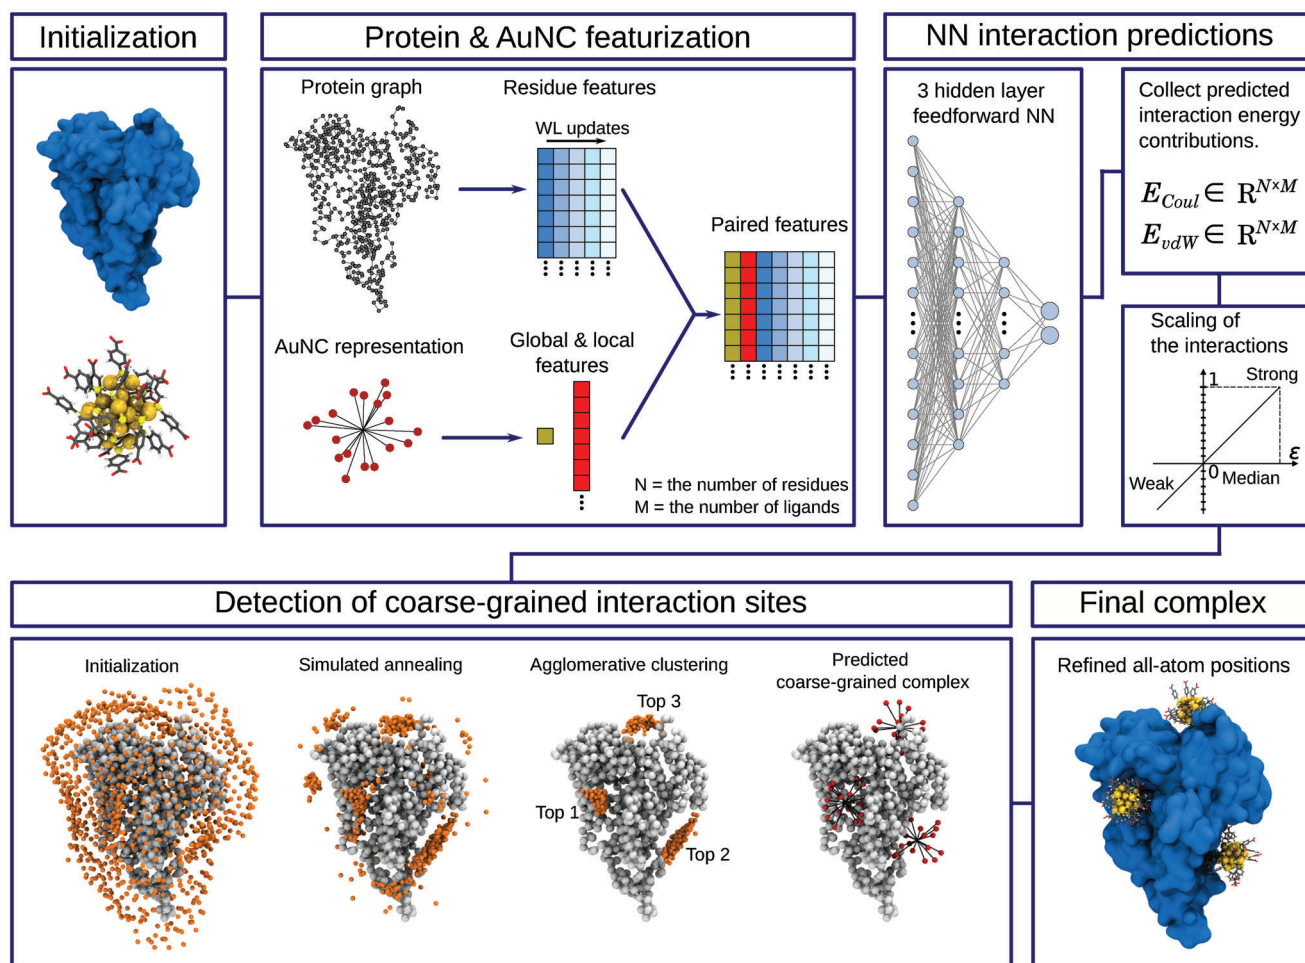 Initialization
Protein & AuNC featurization
NN interaction predictions
Protein graph
Residue features
WL updates
AuNC representation
Global & local
features
Paired features
N = the number of residues
M = the number of ligands
3 hidden layer
feedforward NN
Collect predicted
interaction energy
contributions.
E_Coul ∈ R^N×M
E_vdW ∈ R^N×M
Scaling of
the interactions
Strong
1
ε
0
Weak
Median
Detection of coarse-grained interaction sites
Final complex
Initialization
Simulated annealing
Agglomerative clustering
Predicted
coarse-grained complex
Top 3
Top 1
Top 2
Refined all-atom positions